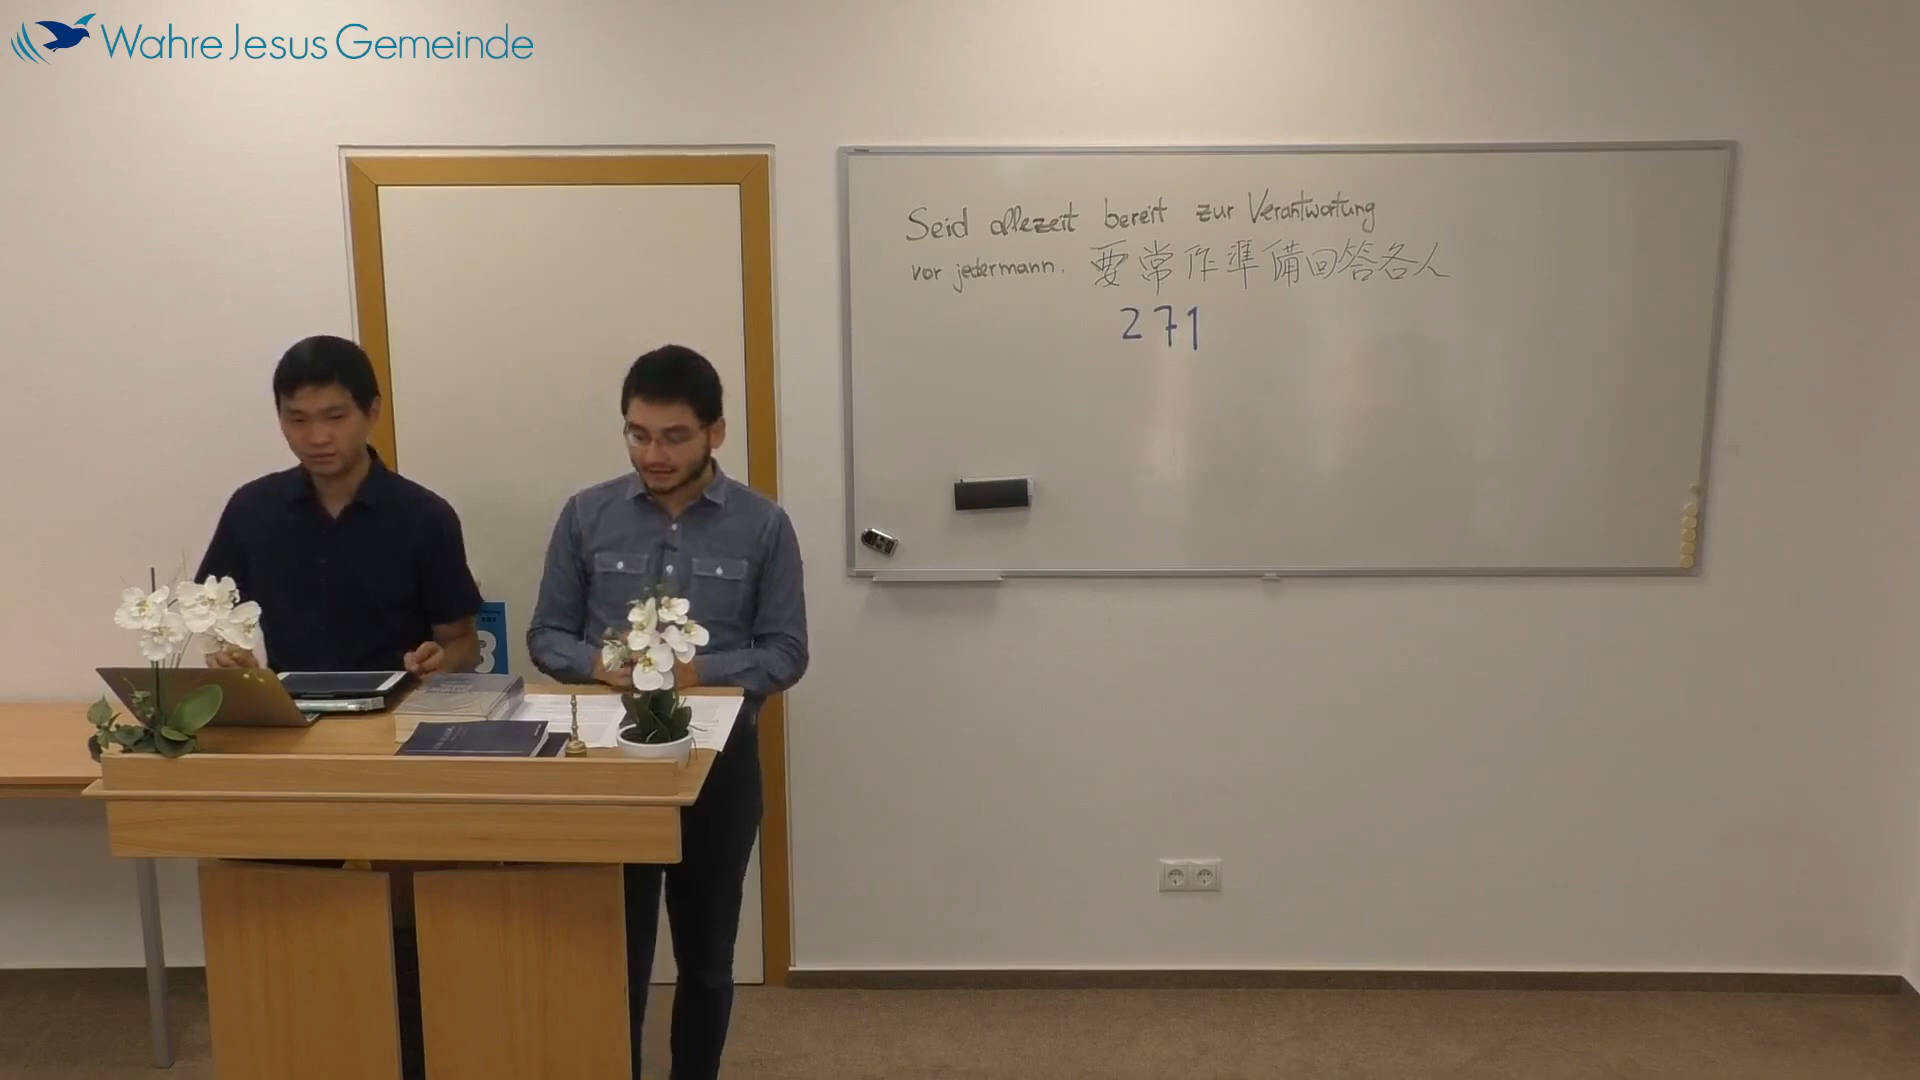 Wahre Jesus Gemeinde
Seid allezeit bereit zur Verantwortung
vor jedermann. 要常作準備回答各人
271
3